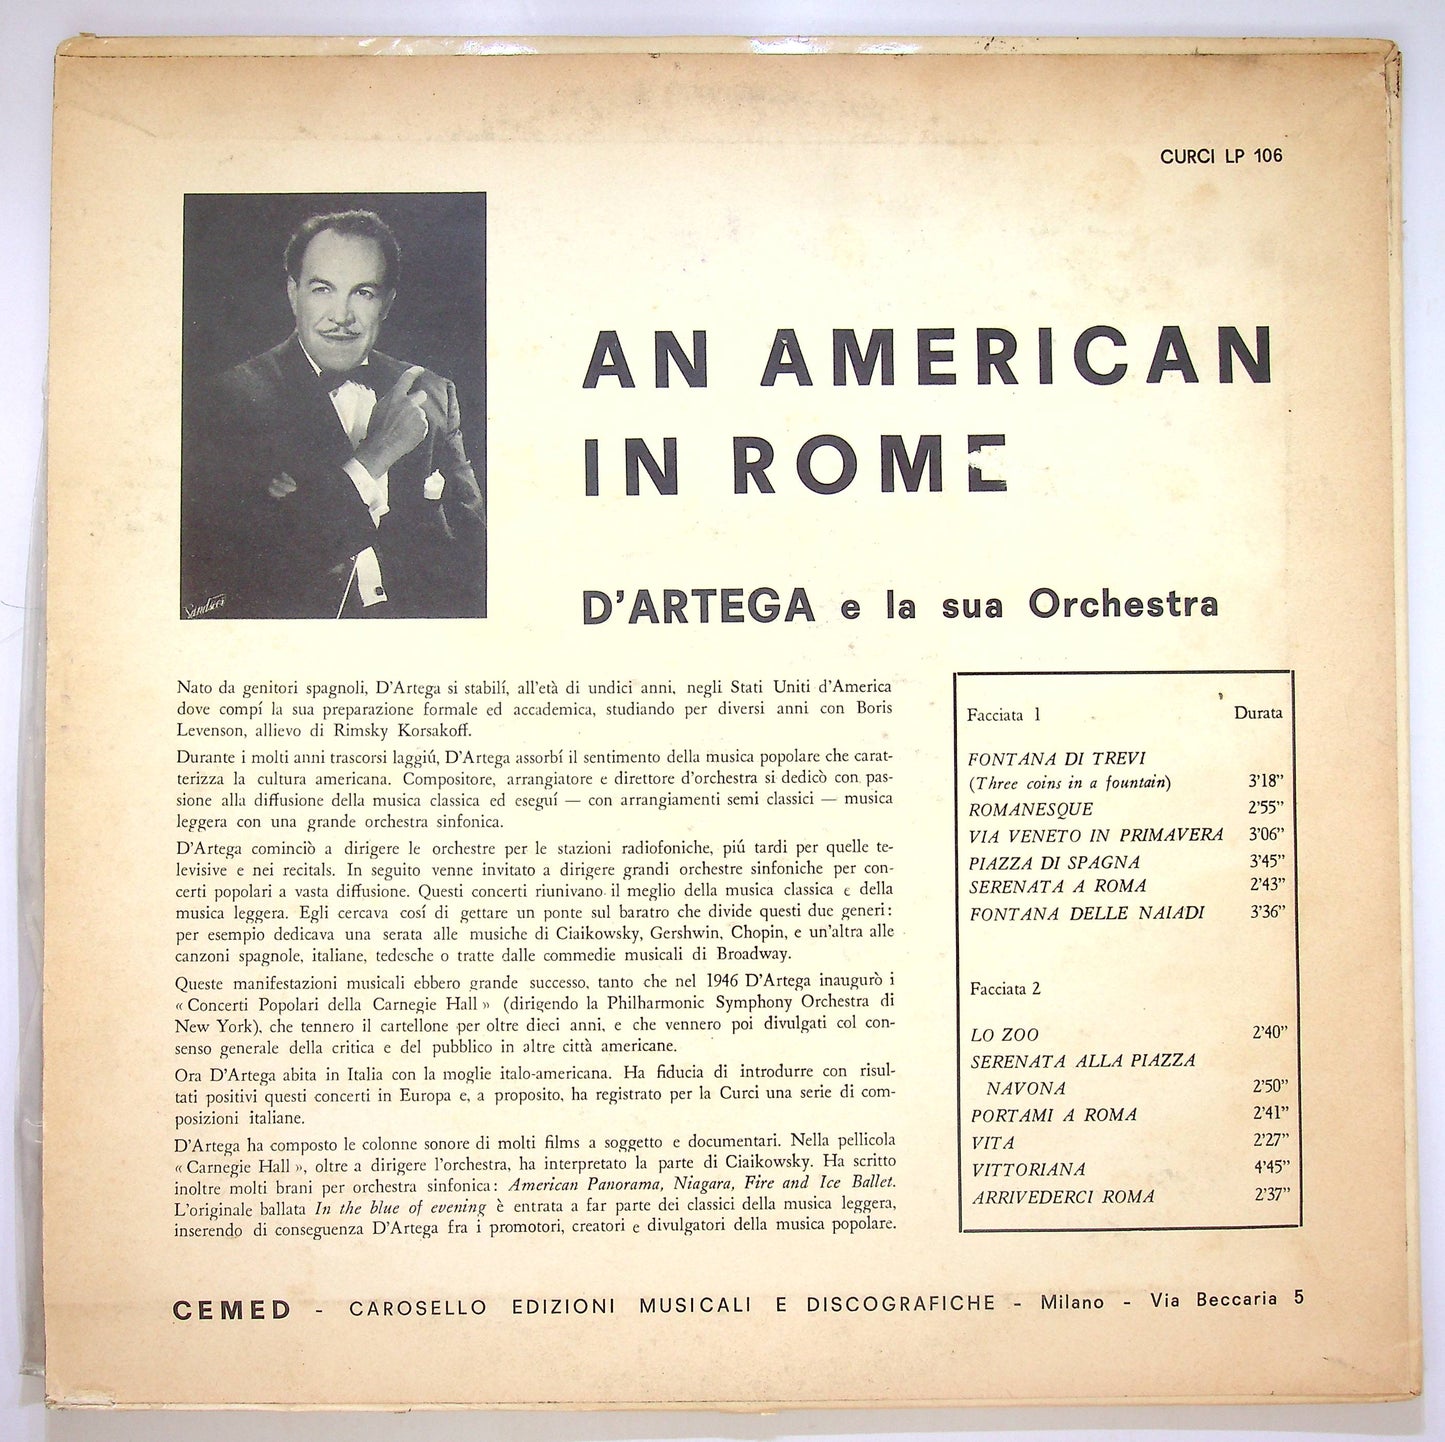 CURCI LP 106
AN AMERICAN
IN ROME
D'ARTEGA e la sua Orchestra
Nato da genitori spagnoli, D'Artega si stabilí, all'età di undici anni, negli Stati Uniti d'America
dove compí la sua preparazione formale ed accademica, studiando per diversi anni con Boris
Levenson, allievo di Rimsky Korsakoff.
Durante i molti anni trascorsi laggiú, D'Artega assorbí il sentimento della musica popolare che carat-
terizza la cultura americana. Compositore, arrangiatore e direttore d'orchestra si dedicò con pas-
sione alla diffusione della musica classica ed eseguí — con arrangiamenti semi classici — musica
leggera con una grande orchestra sinfonica.
D'Artega cominciò a dirigere le orchestre per le stazioni radiofoniche, piú tardi per quelle te-
levisive e nei recitals. In seguito venne invitato a dirigere grandi orchestre sinfoniche per con-
certi popolari a vasta diffusione. Questi concerti riunivano il meglio della musica classica e della
musica leggera. Egli cercava cosí di gettare un ponte sul baratro che divide questi due generi:
per esempio dedicava una serata alle musiche di Ciaikowsky, Gershwin, Chopin, e un'altra alle
canzoni spagnole, italiane, tedesche o tratte dalle commedie musicali di Broadway.
Queste manifestazioni musicali ebbero grande successo, tanto che nel 1946 D'Artega inaugurò i
« Concerti Popolari della Carnegie Hall » (dirigendo la Philharmonic Symphony Orchestra di
New York), che tennero il cartellone per oltre dieci anni, e che vennero poi divulgati col con-
senso generale della critica e del pubblico in altre città americane.
Ora D'Artega abita in Italia con la moglie italo-americana. Ha fiducia di introdurre con risul-
tati positivi questi concerti in Europa e, a proposito, ha registrato per la Curci una serie di com-
posizioni italiane.
D'Artega ha composto le colonne sonore di molti films a soggetto e documentari. Nella pellicola
« Carnegie Hall », oltre a dirigere l'orchestra, ha interpretato la parte di Ciaikowsky. Ha scritto
inoltre molti brani per orchestra sinfonica: American Panorama, Niagara, Fire and Ice Ballet.
L'originale ballata In the blue of evening è entrata a far parte dei classici della musica leggera,
inserendo di conseguenza D'Artega fra i promotori, creatori e divulgatori della musica popolare.
Facciata 1 Durata
FONTANA DI TREVI
(Three coins in a fountain) 3'18"
ROMANESQUE 2'55"
VIA VENETO IN PRIMAVERA 3'06"
PIAZZA DI SPAGNA 3'45"
SERENATA A ROMA 2'43"
FONTANA DELLE NAIADI 3'36"
Facciata 2
LO ZOO 2'40"
SERENATA ALLA PIAZZA
NAVONA 2'50"
PORTAMI A ROMA 2'41"
VITA 2'27"
VITTORIANA 4'45"
ARRIVEDERCI ROMA 2'37"
CEMED - CAROSELLO EDIZIONI MUSICALI E DISCOGRAFICHE - Milano - Via Beccaria 5